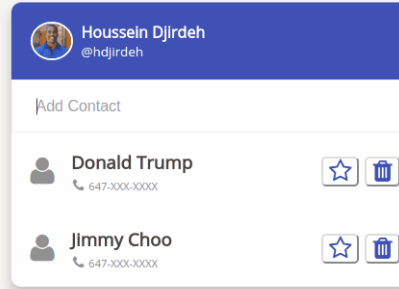 Houssein Djirdeh
@hdjirdeh
Add Contact
Donald Trump
647-XXX-XXXX
Jimmy Choo
647-XXX-XXXX